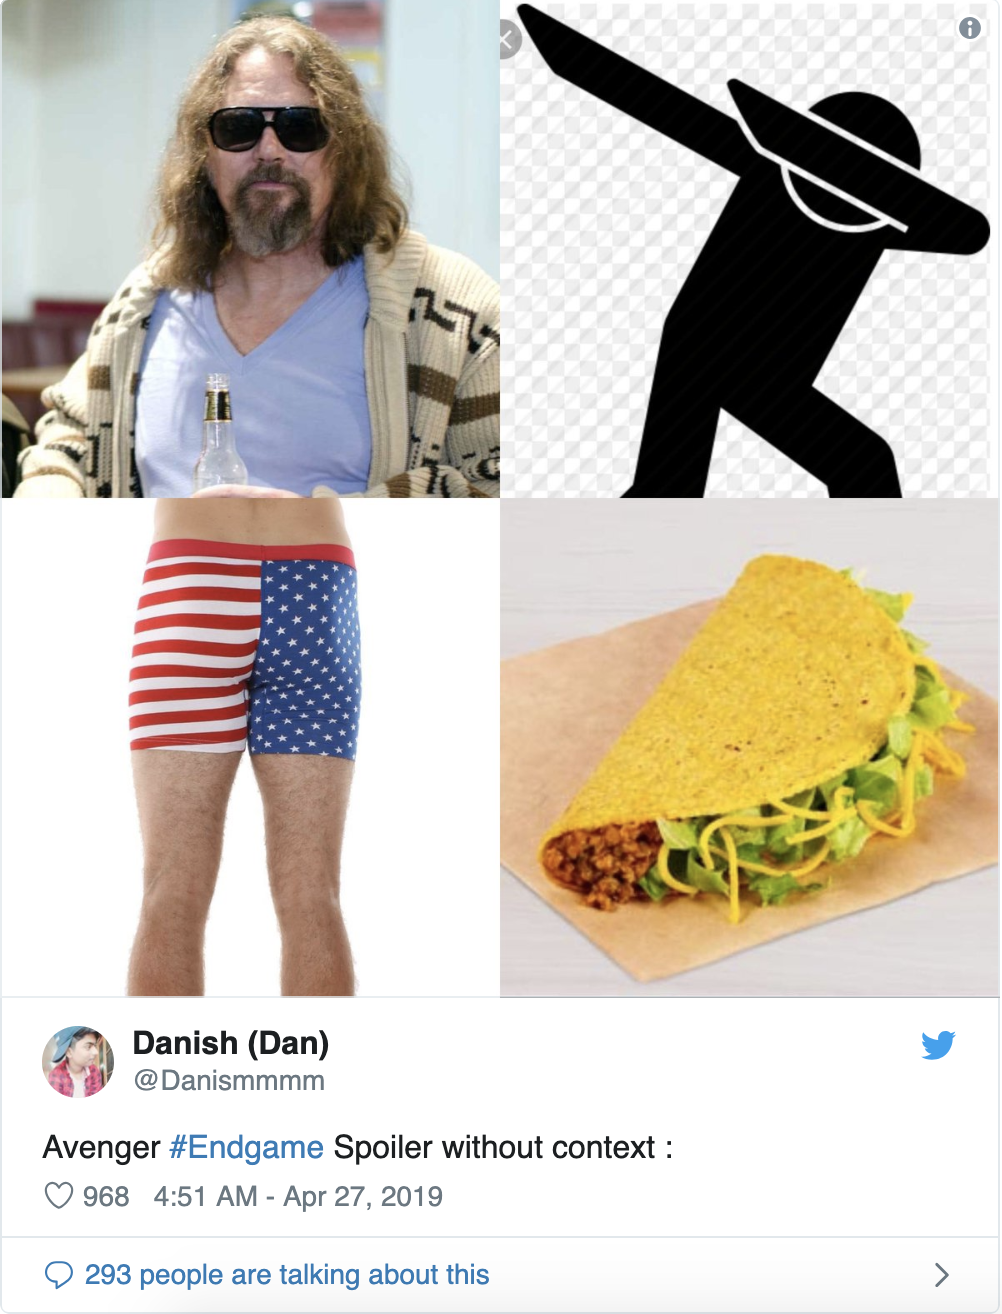 Danish (Dan)
@Danismmmm
Avenger #Endgame Spoiler without context :
968 4:51 AM - Apr 27, 2019
293 people are talking about this